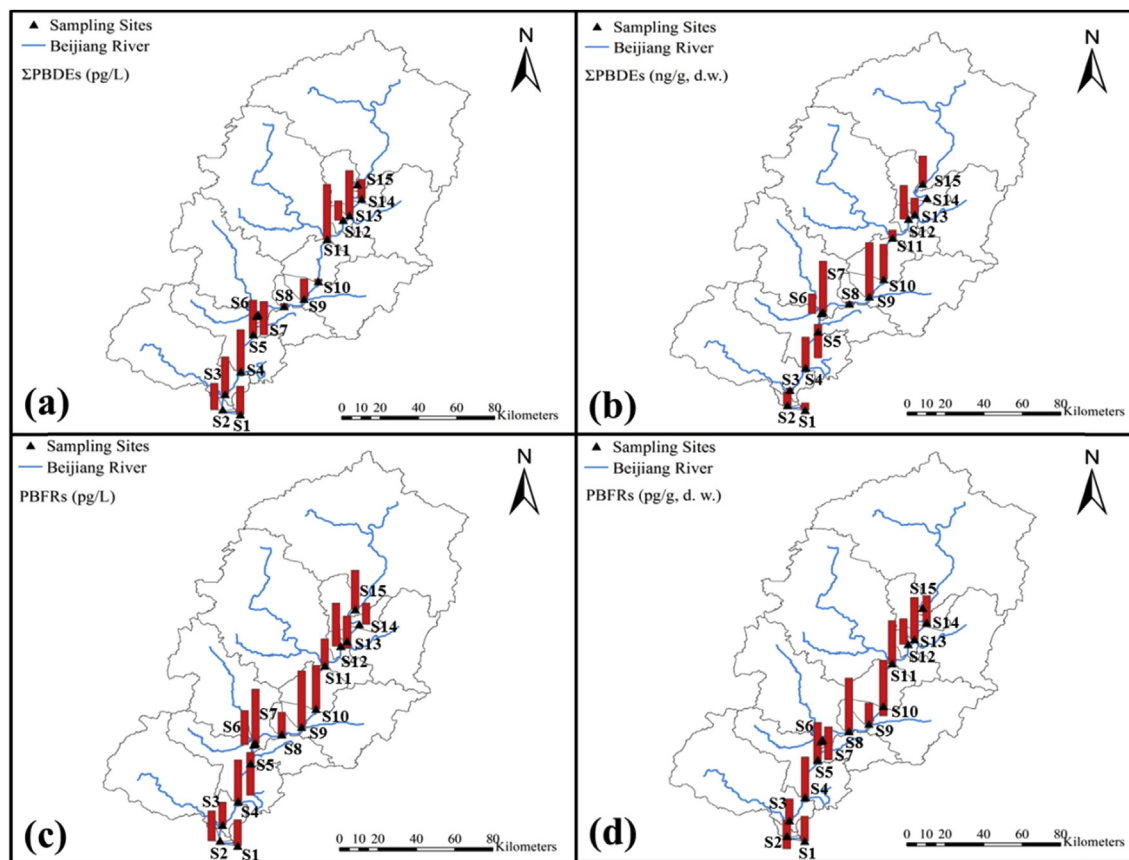 ▲ Sampling Sites
Beijiang River
ΣPBDEs (pg/L)
N
S15
S14
S13
S12
S11
S10
S9
S8
S6
S7
S5
S4
S3
S2
S1
0 10 20 40 60 80
Kilometers
(a)
▲ Sampling Sites
Beijiang River
ΣPBDEs (ng/g, d.w.)
N
S15
S14
S13
S12
S11
S10
S9
S8
S7
S6
S5
S4
S3
S2
S1
0 10 20 40 60 80
Kilometers
(b)
▲ Sampling Sites
Beijiang River
PBFRs (pg/L)
N
S15
S14
S13
S12
S11
S10
S9
S8
S6
S7
S5
S4
S3
S2
S1
0 10 20 40 60 80
Kilometers
(c)
▲ Sampling Sites
Beijiang River
PBFRs (pg/g, d. w.)
N
S15
S14
S13
S12
S11
S10
S9
S8
S6
S7
S5
S4
S3
S2
S1
0 10 20 40 60 80
Kilometers
(d)